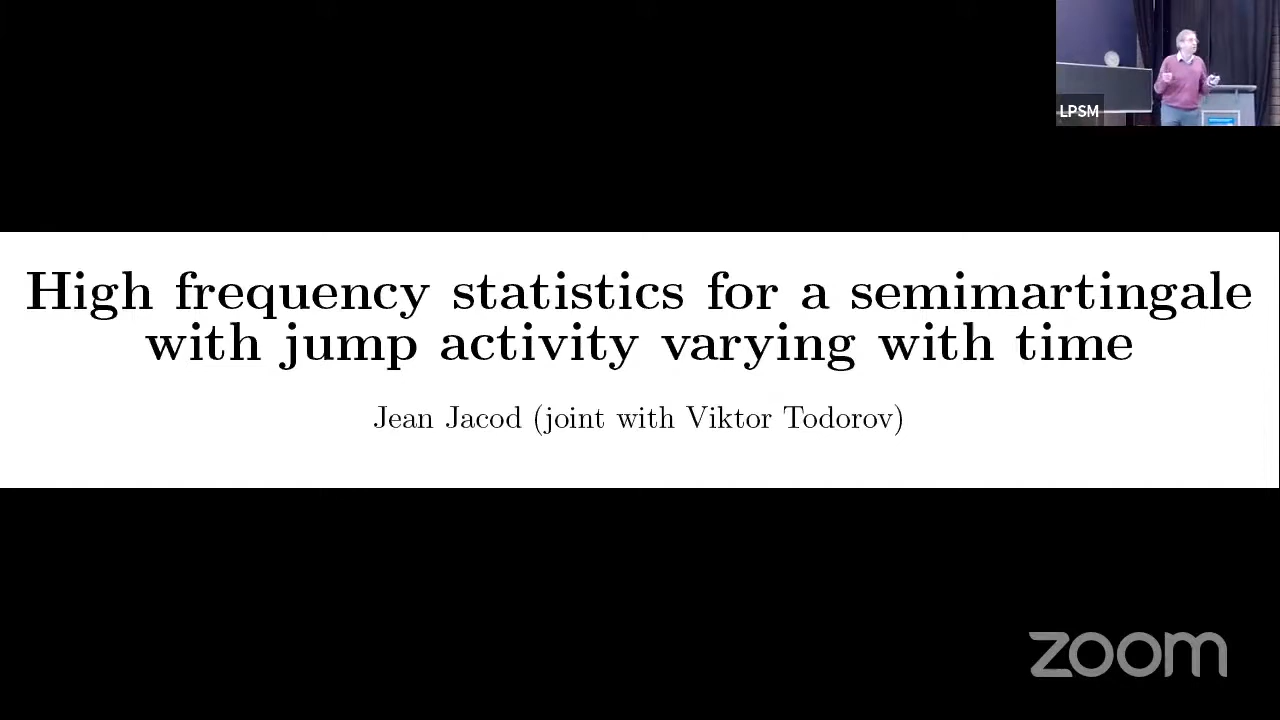 LPSM
High frequency statistics for a semimartingale
with jump activity varying with time
Jean Jacod (joint with Viktor Todorov)
zoom